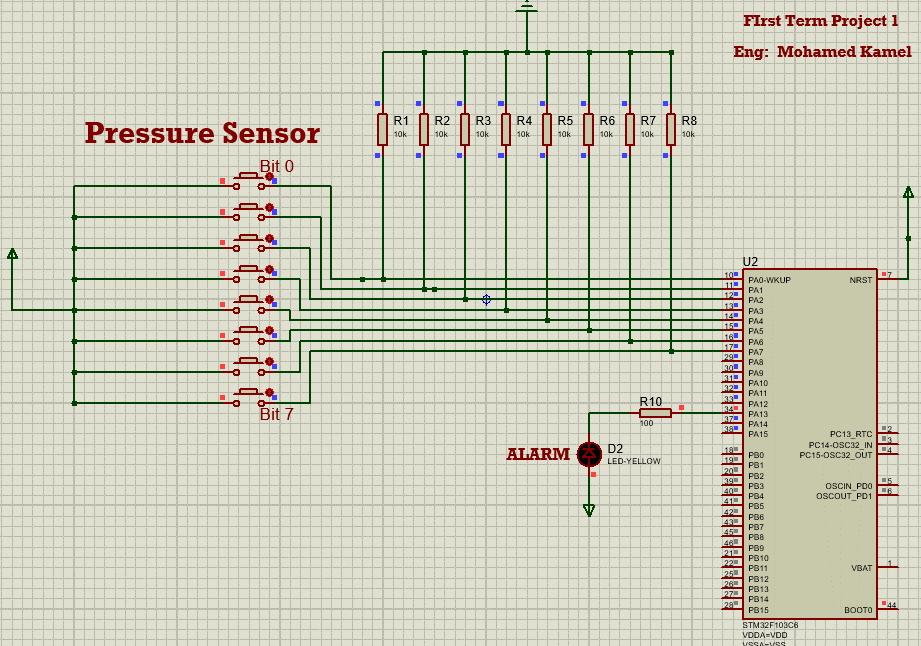 FIrst Term Project 1
Eng: Mohamed Kamel
R1
10k
R2
10k
R3
10k
R4
10k
R5
10k
R6
10k
R7
10k
R8
10k
Pressure Sensor
Bit 0
Bit 7
U2
10 PA0-WKUP
11 PA1
12 PA2
13 PA3
14 PA4
15 PA5
16 PA6
17 PA7
29 PA8
30 PA9
31 PA10
32 PA11
33 PA12
34 PA13
37 PA14
38 PA15
18 PB0
19 PB1
20 PB2
39 PB3
40 PB4
41 PB5
42 PB6
43 PB7
45 PB8
46 PB9
21 PB10
22 PB11
25 PB12
26 PB13
27 PB14
28 PB15
NRST 7
PC13_RTC 2
PC14-OSC32_IN 3
PC15-OSC32_OUT 4
OSCIN_PD0 5
OSCOUT_PD1 6
VBAT 1
BOOT0 44
R10
100
ALARM
D2
LED-YELLOW
STM32F103C6
VDDA=VDD
VSSA=VSS